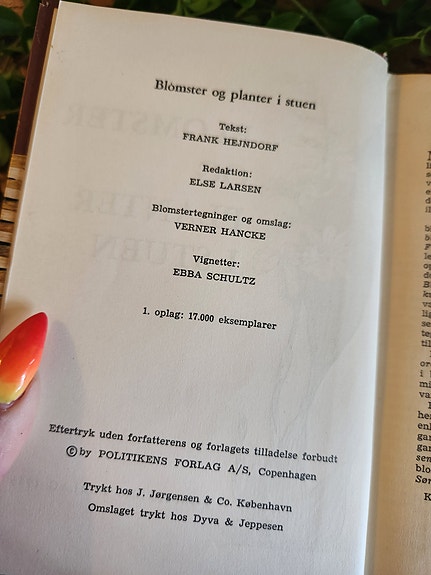 Blomster og planter i stuen
Tekst:
FRANK HEJNDORF
Redaktion:
ELSE LARSEN
Blomstertegninger og omslag:
VERNER HANCKE
Vignetter:
EBBA SCHULTZ
1. oplag: 17.000 eksemplarer
Eftertryk uden forfatterens og forlagets tilladelse forbudt
© by POLITIKENS FORLAG A/S, Copenhagen
Trykt hos J. Jørgensen & Co. København
Omslaget trykt hos Dyva & Jeppesen